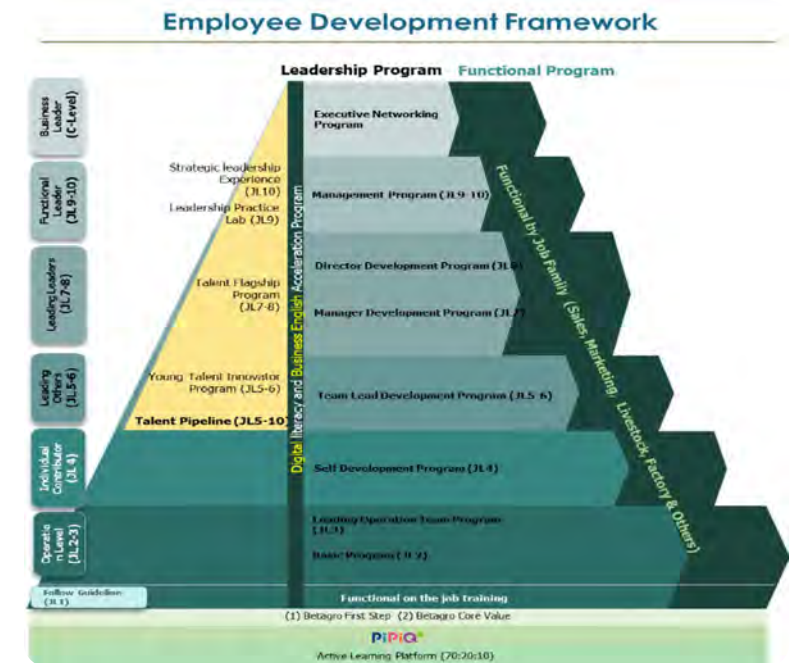 Employee Development Framework
Leadership Program
Functional Program
Business
Leader
(C-Level)
Executive Networking
Program
Functional
Leader
(JL9-10)
Strategic leadership
Experience
(JL10)
Leadership Practice
Lab (JL9)
Management Program (JL9-10)
Leading Leaders
(JL7-8)
Talent Flagship
Program
(JL7-8)
Director Development Program (JL8)
Manager Development Program (JL7)
Leading
Others
(JL5-6)
Young Talent Innovator
Program (JL5-6)
Talent Pipeline (JL5-10)
Team Lead Development Program (JL5-6)
Digital literacy and Business English Acceleration Program
Functional by Job Family (Sales, Marketing, Livestock, Factory & Others)
Individual
Contributor
(JL4)
Self Development Program (JL4)
Operatio
n Level
(JL2-3)
Leading Operation Team Program
(JL3)
Basic Program (JL2)
Follow Guideline
(JL1)
Functional on the job training
(1) Betagro First Step (2) Betagro Core Value
PiPiQ
Active Learning Platform (70:20:10)